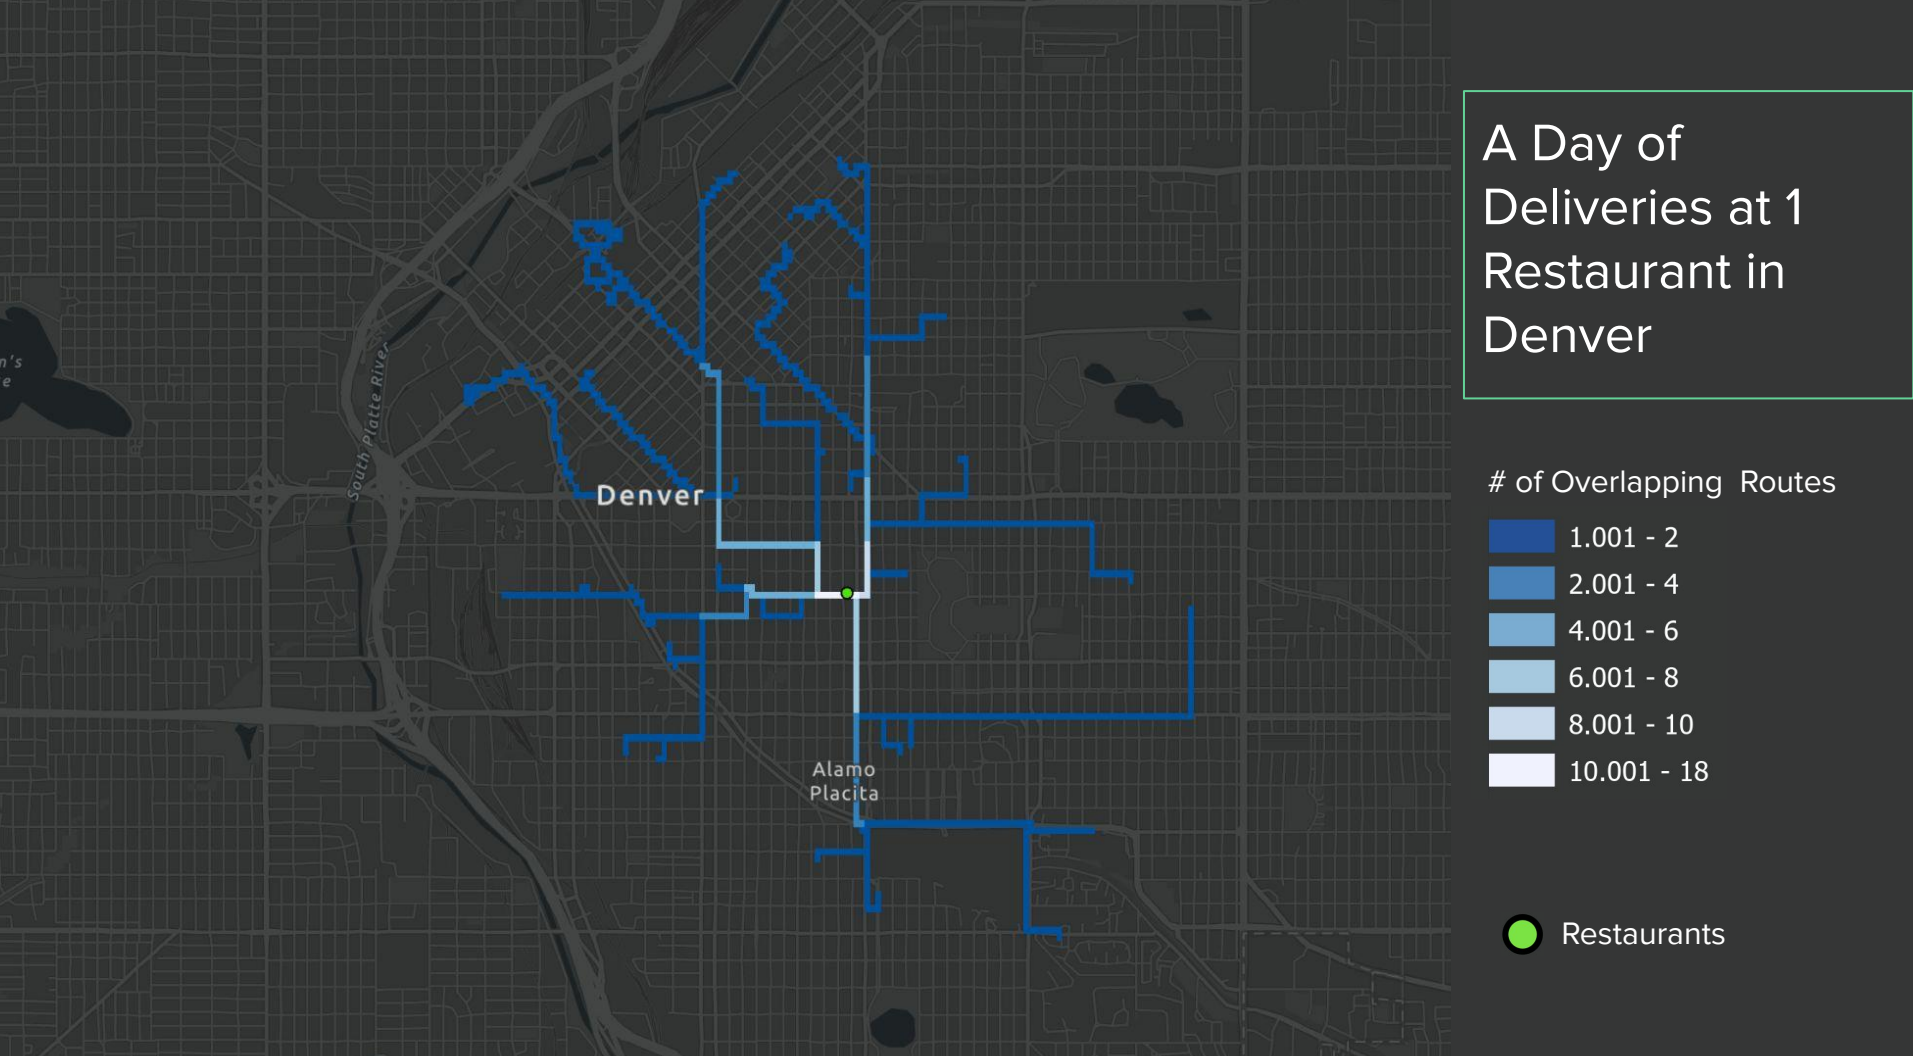 A Day of
Deliveries at 1
Restaurant in
Denver
n's
e
South Platte River
Denver
Alamo
Placita
# of Overlapping Routes
1.001 - 2
2.001 - 4
4.001 - 6
6.001 - 8
8.001 - 10
10.001 - 18
Restaurants